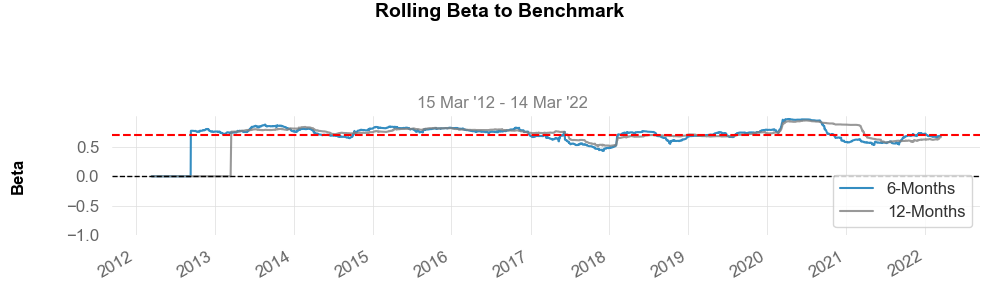 Rolling Beta to Benchmark
15 Mar '12 - 14 Mar '22
Beta
0.5
0.0
−0.5
−1.0
6-Months
12-Months
2012 2013 2014 2015 2016 2017 2018 2019 2020 2021 2022